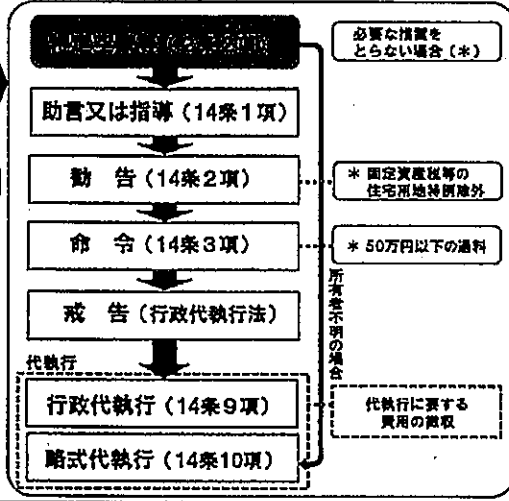 必要な措置を
とらない場合(*)
助言又は指導(14条1項)
勧 告(14条2項)
* 固定資産税等の
住宅用地特例除外
命 令(14条3項)
* 50万円以下の過料
戒 告(行政代執行法)
所有者不明の場合
代執行
行政代執行(14条9項)
代執行に要する
費用の徴収
略式代執行(14条10項)